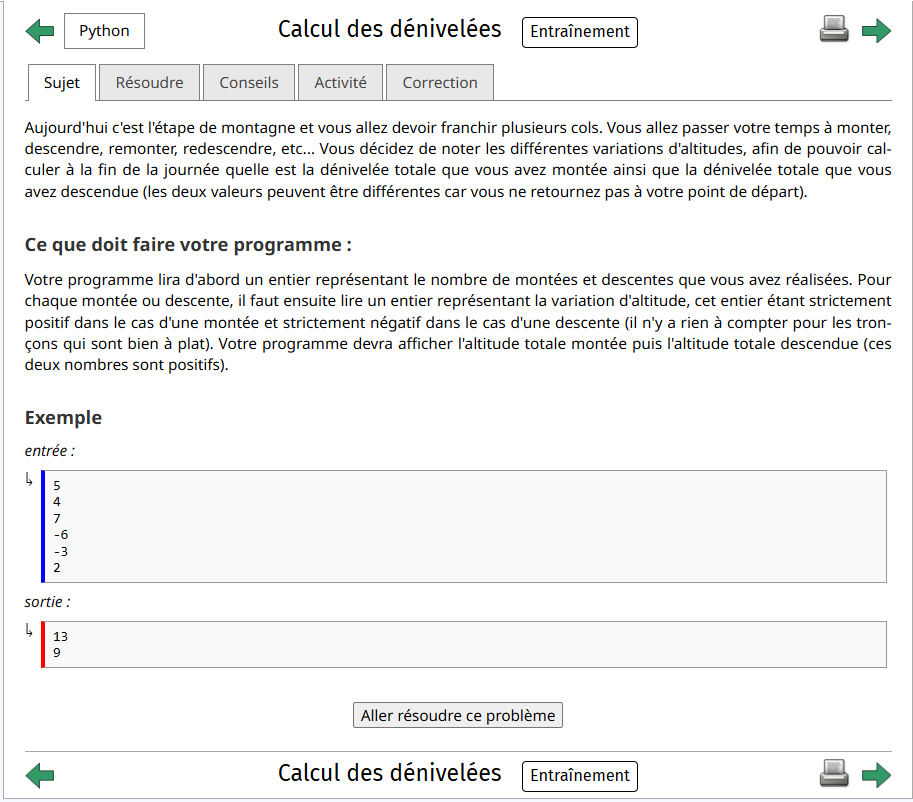 Python
Calcul des dénivelées
Entraînement
Sujet
Résoudre
Conseils
Activité
Correction
Aujourd'hui c'est l'étape de montagne et vous allez devoir franchir plusieurs cols. Vous allez passer votre temps à monter,
descendre, remonter, redescendre, etc... Vous décidez de noter les différentes variations d'altitudes, afin de pouvoir cal-
culer à la fin de la journée quelle est la dénivelée totale que vous avez montée ainsi que la dénivelée totale que vous
avez descendue (les deux valeurs peuvent être différentes car vous ne retournez pas à votre point de départ).
Ce que doit faire votre programme :
Votre programme lira d'abord un entier représentant le nombre de montées et descentes que vous avez réalisées. Pour
chaque montée ou descente, il faut ensuite lire un entier représentant la variation d'altitude, cet entier étant strictement
positif dans le cas d'une montée et strictement négatif dans le cas d'une descente (il n'y a rien à compter pour les tron-
çons qui sont bien à plat). Votre programme devra afficher l'altitude totale montée puis l'altitude totale descendue (ces
deux nombres sont positifs).
Exemple
entrée :
5
4
7
-6
-3
2
sortie :
13
9
Aller résoudre ce problème
Calcul des dénivelées
Entraînement